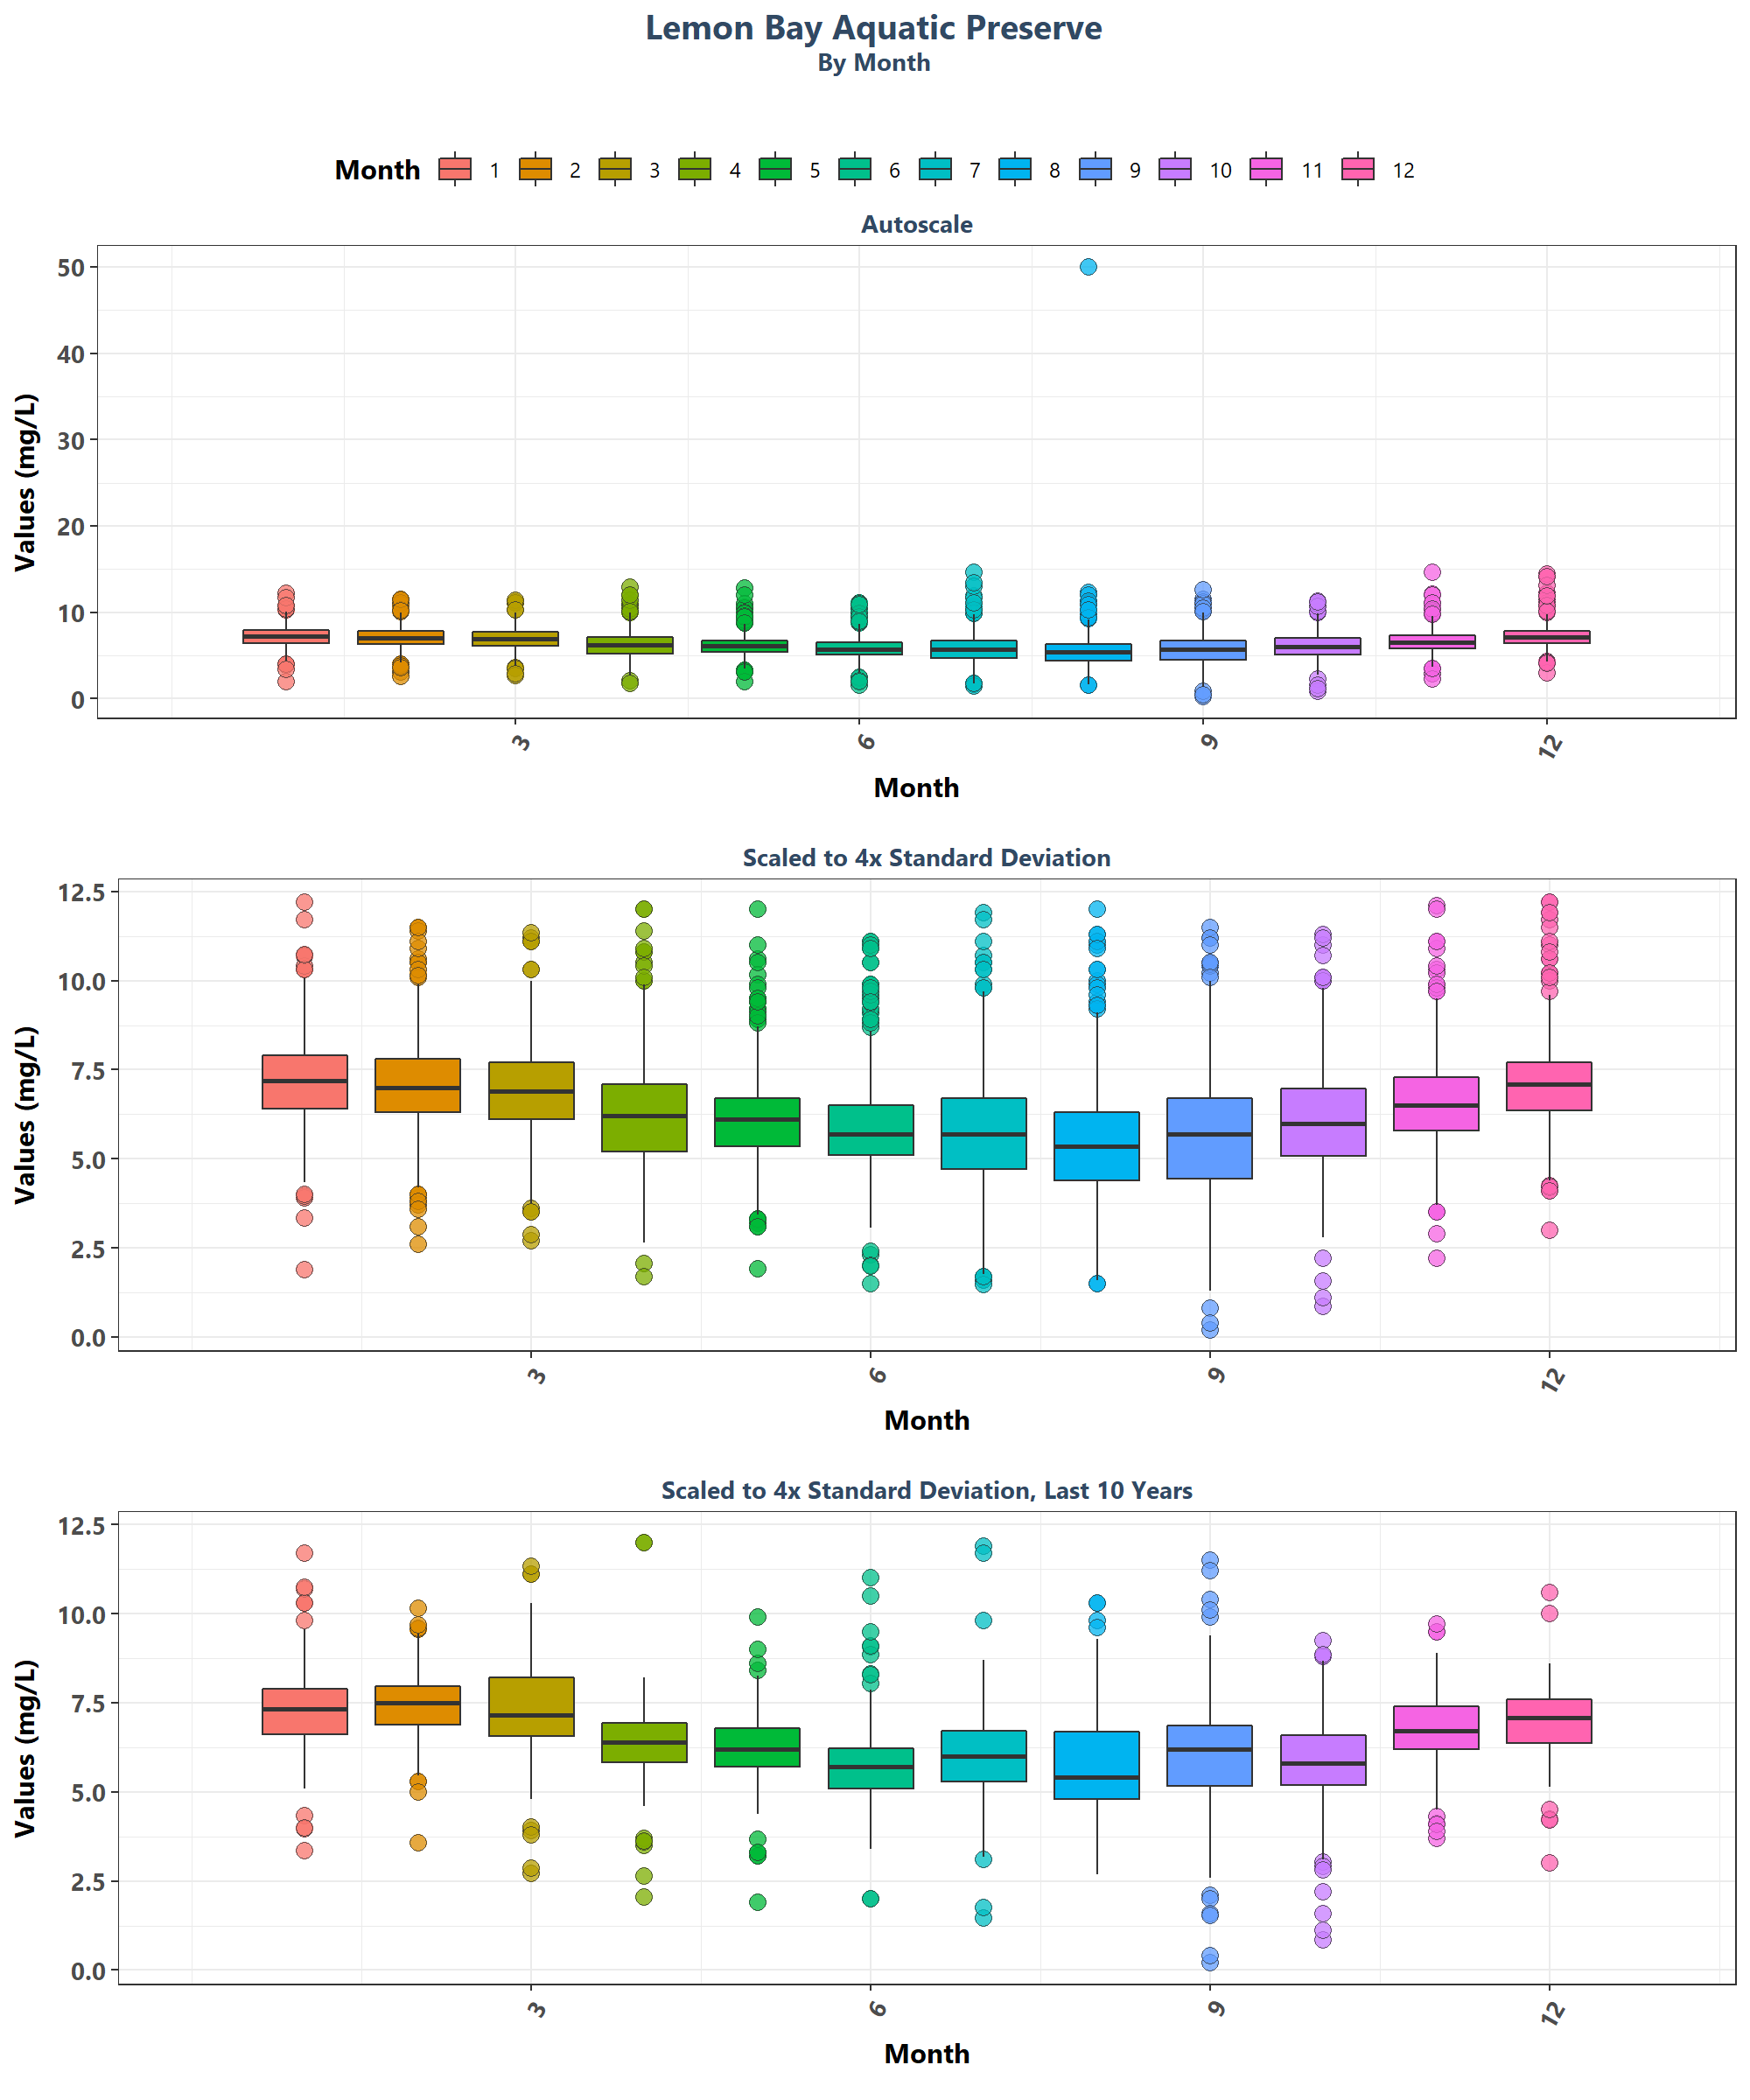 Lemon Bay Aquatic Preserve
By Month
Month 1 2 3 4 5 6 7 8 9 10 11 12
Autoscale
Values (mg/L)
50
40
30
20
10
0
3 6 9 12
Month
Scaled to 4x Standard Deviation
Values (mg/L)
12.5
10.0
7.5
5.0
2.5
0.0
3 6 9 12
Month
Scaled to 4x Standard Deviation, Last 10 Years
Values (mg/L)
12.5
10.0
7.5
5.0
2.5
0.0
3 6 9 12
Month